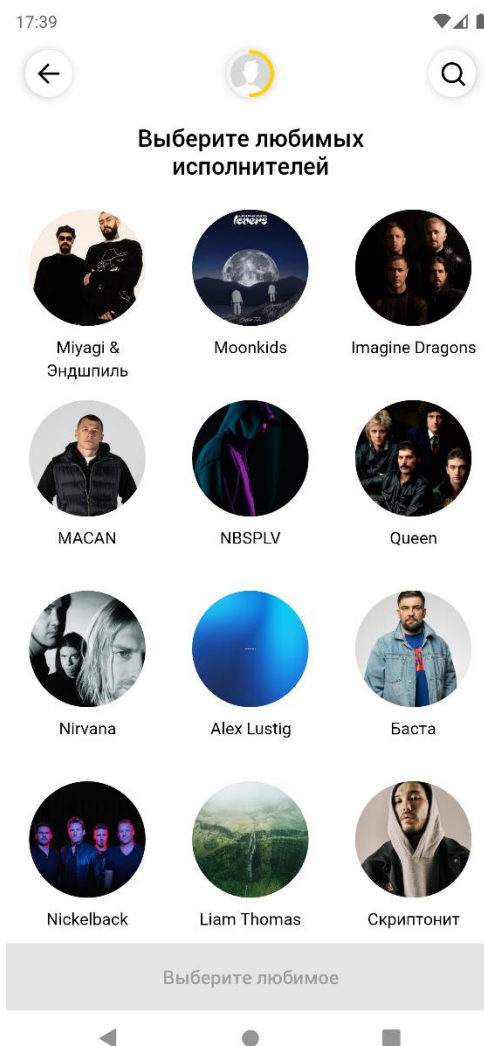 17:39
Выберите любимых
исполнителей
lovers
Miyagi &
Эндшпиль
Moonkids
Imagine Dragons
MACAN
NBSPLV
Queen
Nirvana
Alex Lustig
Баста
Nickelback
Liam Thomas
Скриптонит
Выберите любимое